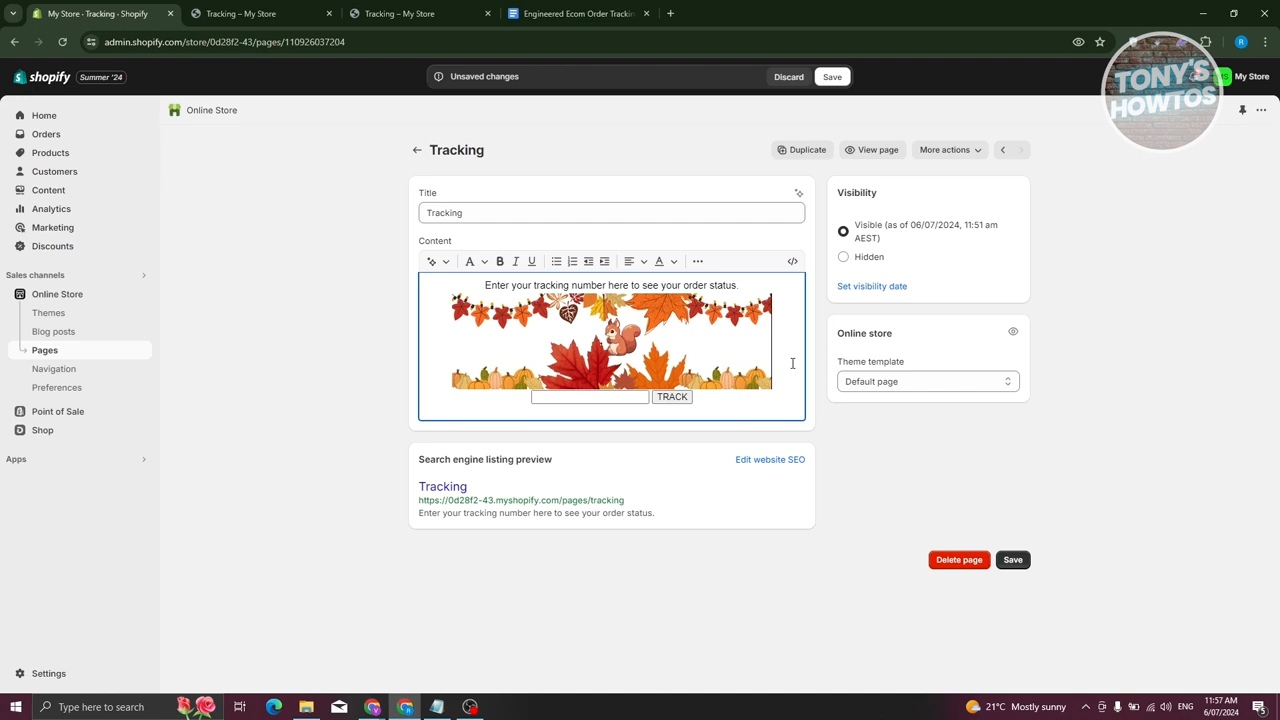 My Store · Tracking · Shopify
Tracking – My Store
Tracking – My Store
Engineered Ecom Order Trackin
admin.shopify.com/store/0d28f2-43/pages/110926037204
R
shopify
Summer '24
Unsaved changes
Discard
Save
MS
My Store
TONY'S
HOWTOS
Home
Orders
Products
Customers
Content
Analytics
Marketing
Discounts
Sales channels
Online Store
Themes
Blog posts
Pages
Navigation
Preferences
Point of Sale
Shop
Apps
Settings
Online Store
Tracking
Duplicate
View page
More actions
Title
Tracking
Content
A
B
I
U
A
Enter your tracking number here to see your order status.
TRACK
Search engine listing preview
Edit website SEO
Tracking
https://0d28f2-43.myshopify.com/pages/tracking
Enter your tracking number here to see your order status.
Visibility
Visible (as of 06/07/2024, 11:51 am
AEST)
Hidden
Set visibility date
Online store
Theme template
Default page
Delete page
Save
Type here to search
21°C Mostly sunny
ENG
11:57 AM
6/07/2024